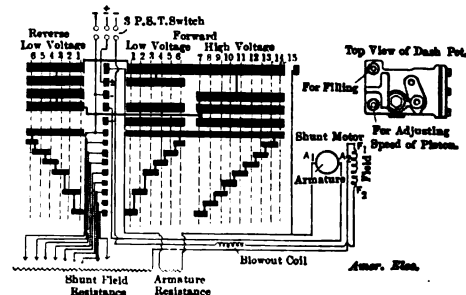 - + -
3 P.S.T. Switch
Reverse
Low Voltage
6 5 4 3 2 1
Forward
Low Voltage High Voltage
1 2 3 4 5 6 7 8 9 10 11 12 13 14 15
Top View of Dash Pot.
For Filling
For Adjusting
Speed of Piston.
Shunt Motor
A1 A2
Armature
F1
Field
F2
Blowout Coil
Shunt Field
Resistance
Armature
Resistance
Amer. Elec.